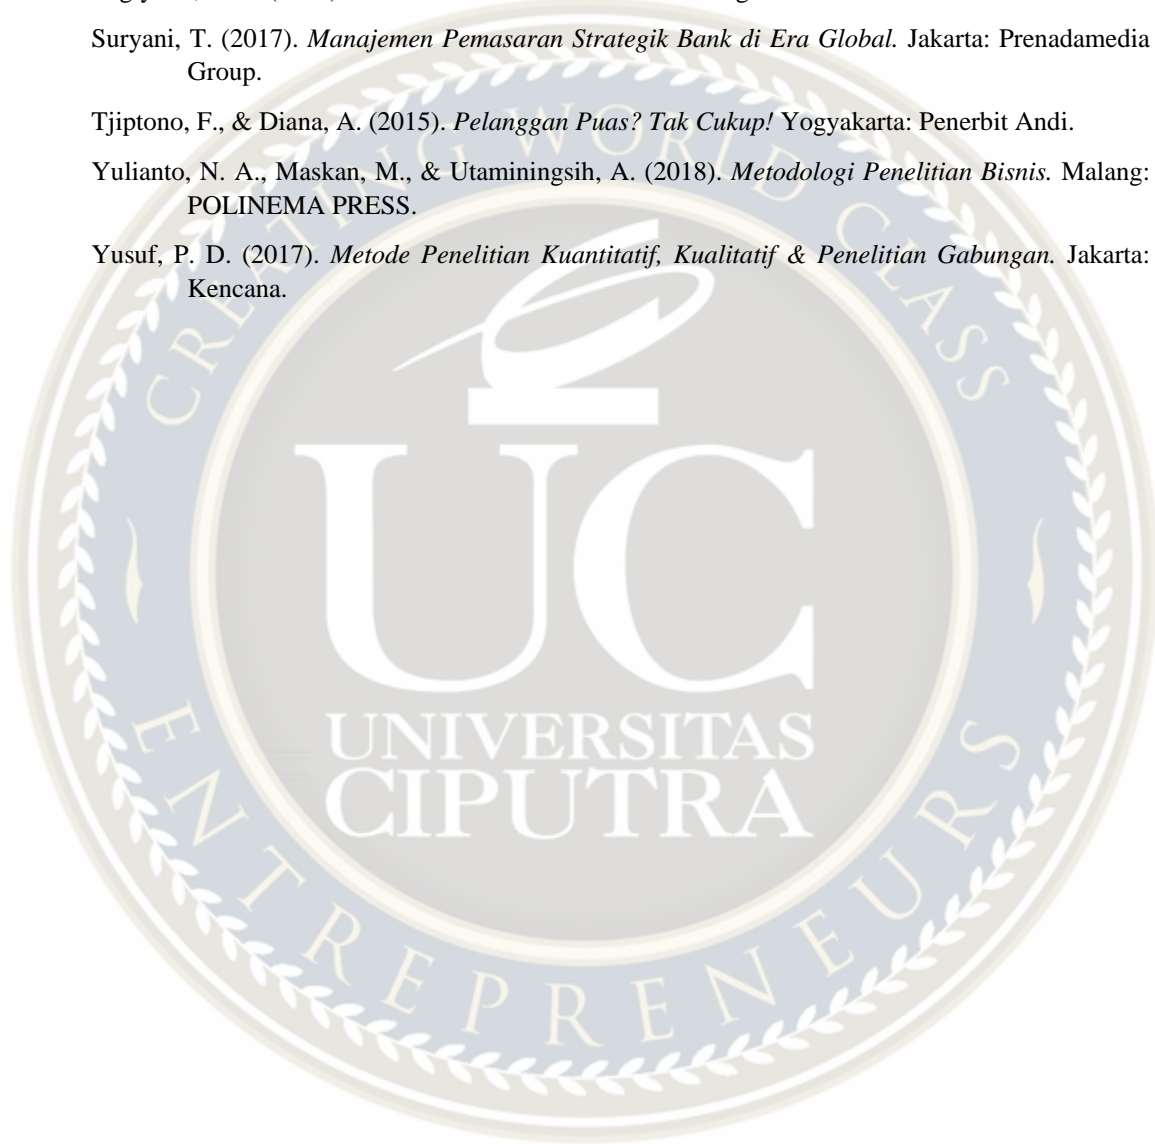 Suryani, T. (2017). Manajemen Pemasaran Strategik Bank di Era Global. Jakarta: Prenadamedia
Group.
Tjiptono, F., & Diana, A. (2015). Pelanggan Puas? Tak Cukup! Yogyakarta: Penerbit Andi.
Yulianto, N. A., Maskan, M., & Utaminingsih, A. (2018). Metodologi Penelitian Bisnis. Malang:
POLINEMA PRESS.
Yusuf, P. D. (2017). Metode Penelitian Kuantitatif, Kualitatif & Penelitian Gabungan. Jakarta:
Kencana.
CREATING WORLD CLASS
UC
UNIVERSITAS
CIPUTRA
ENTREPRENEURS